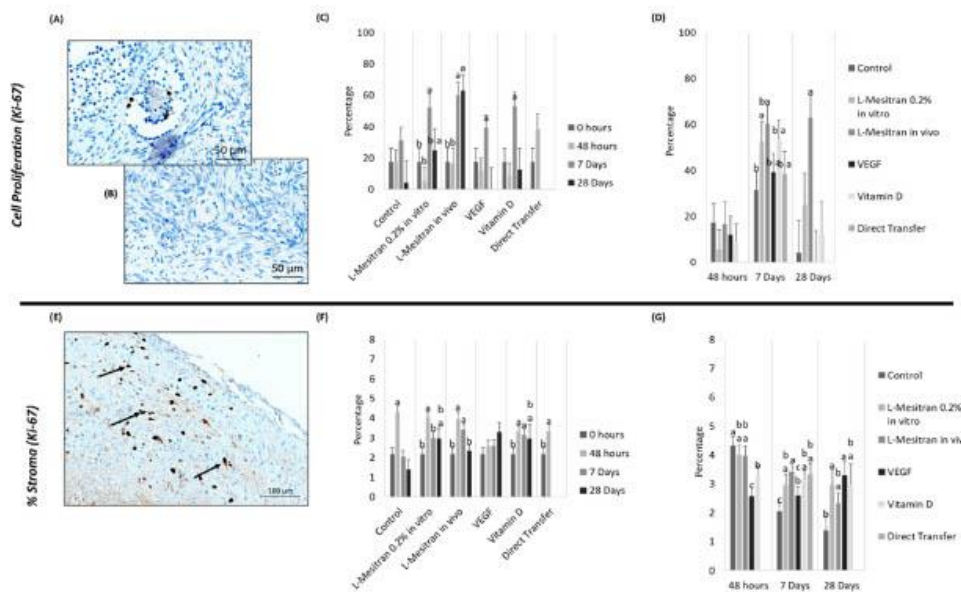 (A)
(C)
(D)
Cell Proliferation (Ki-67)
50 µm
(B)
50 µm
Percentage
100
80
60
40
20
0
a
a
a
a
a
b
b
b
a
b
b
0 hours
48 hours
7 Days
28 Days
Control
L-Mesitran 0.2% in vitro
L-Mesitran in vivo
VEGF
Vitamin D
Direct Transfer
Percentage
100
80
60
40
20
0
b
b
a
b
a
b
a
48 hours
7 Days
28 Days
Control
L-Mesitran 0.2%
in vitro
L-Mesitran in vivo
VEGF
Vitamin D
Direct Transfer
(E)
(F)
(G)
% Stroma (Ki-67)
100 µm
Percentage
8
7
6
5
4
3
2
1
0
a
a
a
b
a
b
a
a
b
a
a
b
a
b
a
0 hours
48 hours
7 Days
28 Days
Control
L-Mesitran 0.2% in vitro
L-Mesitran in vivo
VEGF
Vitamin D
Direct Transfer
Percentage
8
7
6
5
4
3
2
1
0
a
bb
aa
c
b
c
b
a
a
b
c
b
a
b
a
a
b
a
b
48 hours
7 Days
28 Days
Control
L-Mesitran 0.2%
in vitro
L-Mesitran in vivo
VEGF
Vitamin D
Direct Transfer